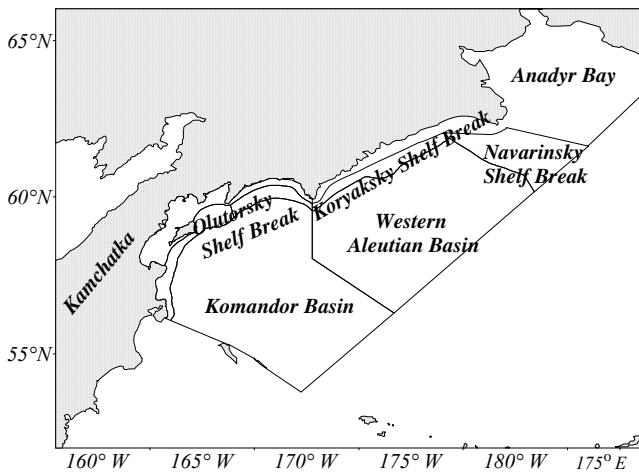 65°N
Anadyr Bay
Koryaksky Shelf Break
Navarinsky
Shelf Break
60°N
Olutorsky
Shelf Break
Western
Aleutian Basin
Kamchatka
Komandor Basin
55°N
160° W 165° W 170° W 175° W 180° W 175° E